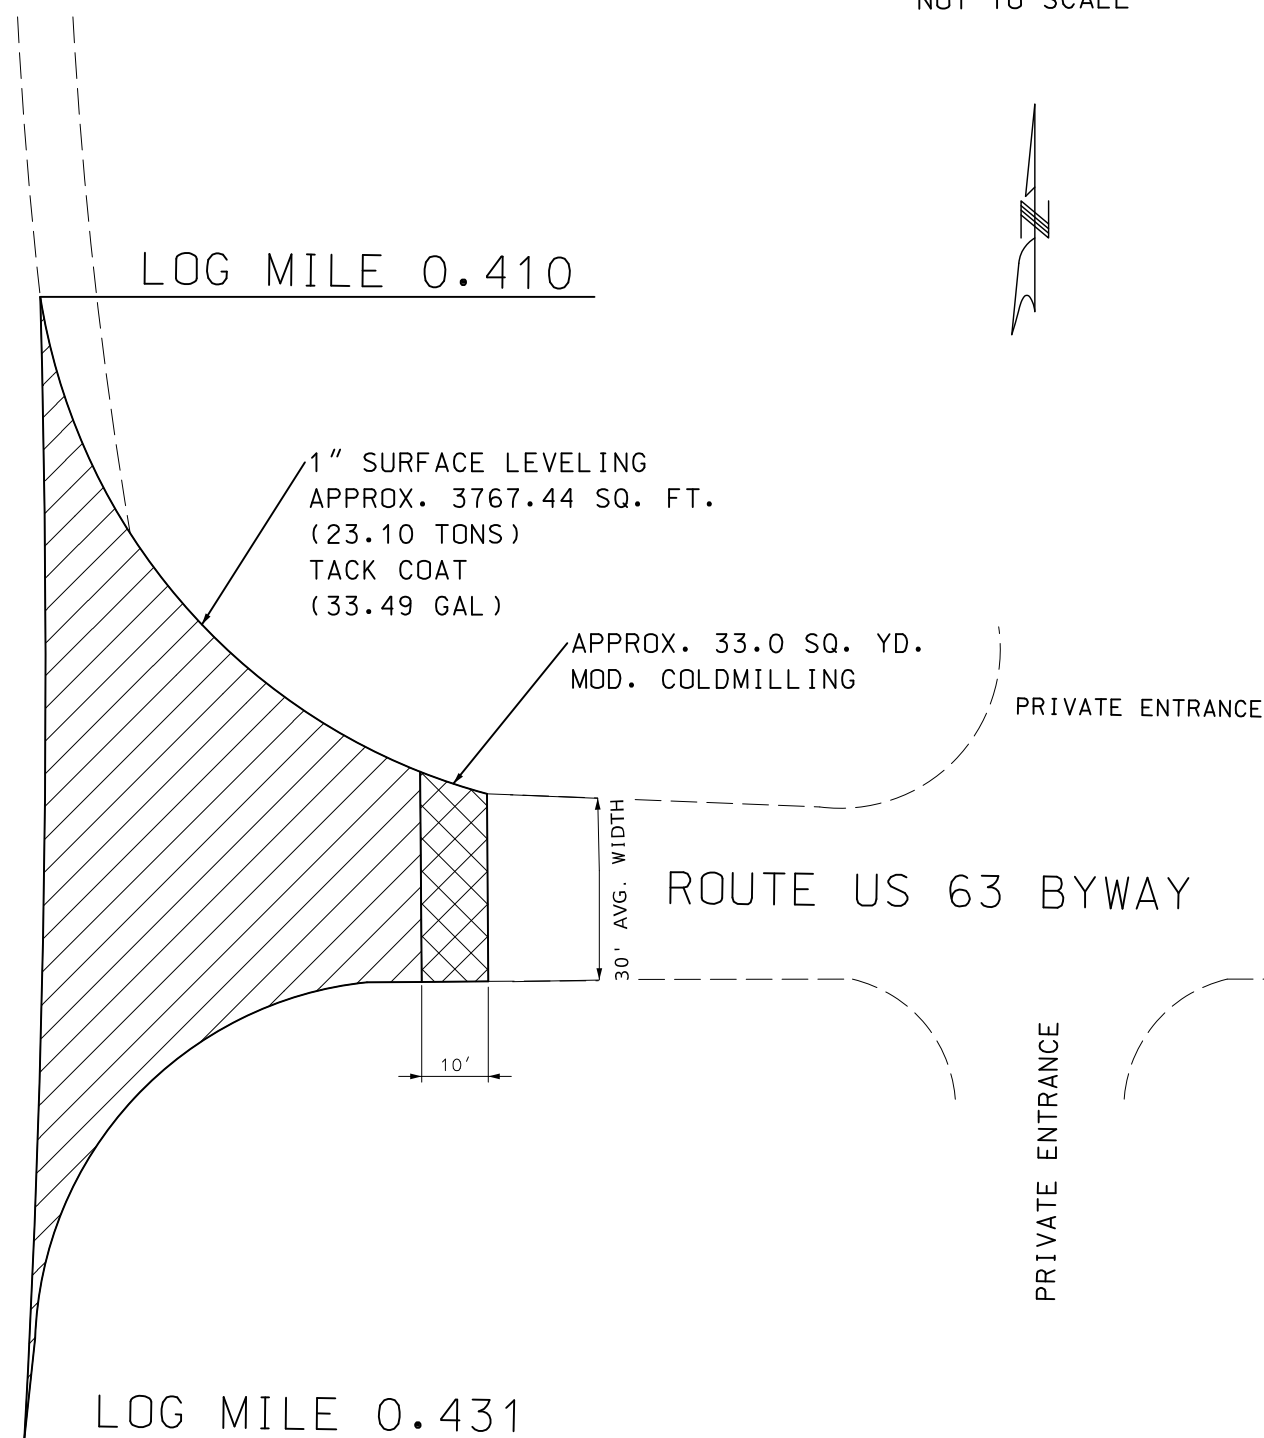 NOT TO SCALE
N
LOG MILE 0.410
1" SURFACE LEVELING
APPROX. 3767.44 SQ. FT.
(23.10 TONS)
TACK COAT
(33.49 GAL)
APPROX. 33.0 SQ. YD.
MOD. COLDMILLING
PRIVATE ENTRANCE
30' AVG. WIDTH
ROUTE US 63 BYWAY
10'
PRIVATE ENTRANCE
LOG MILE 0.431